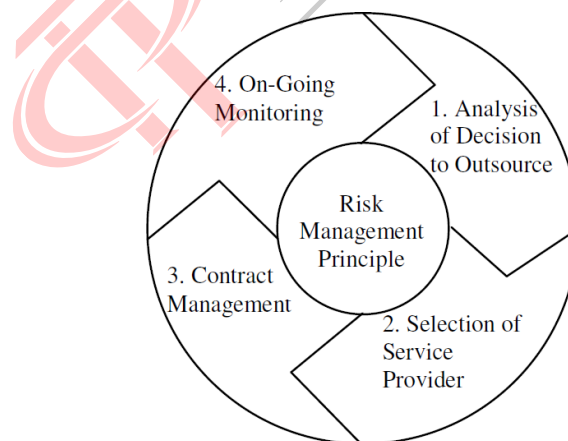 4. On-Going
Monitoring
1. Analysis
of Decision
to Outsource
Risk
Management
Principle
3. Contract
Management
2. Selection of
Service
Provider